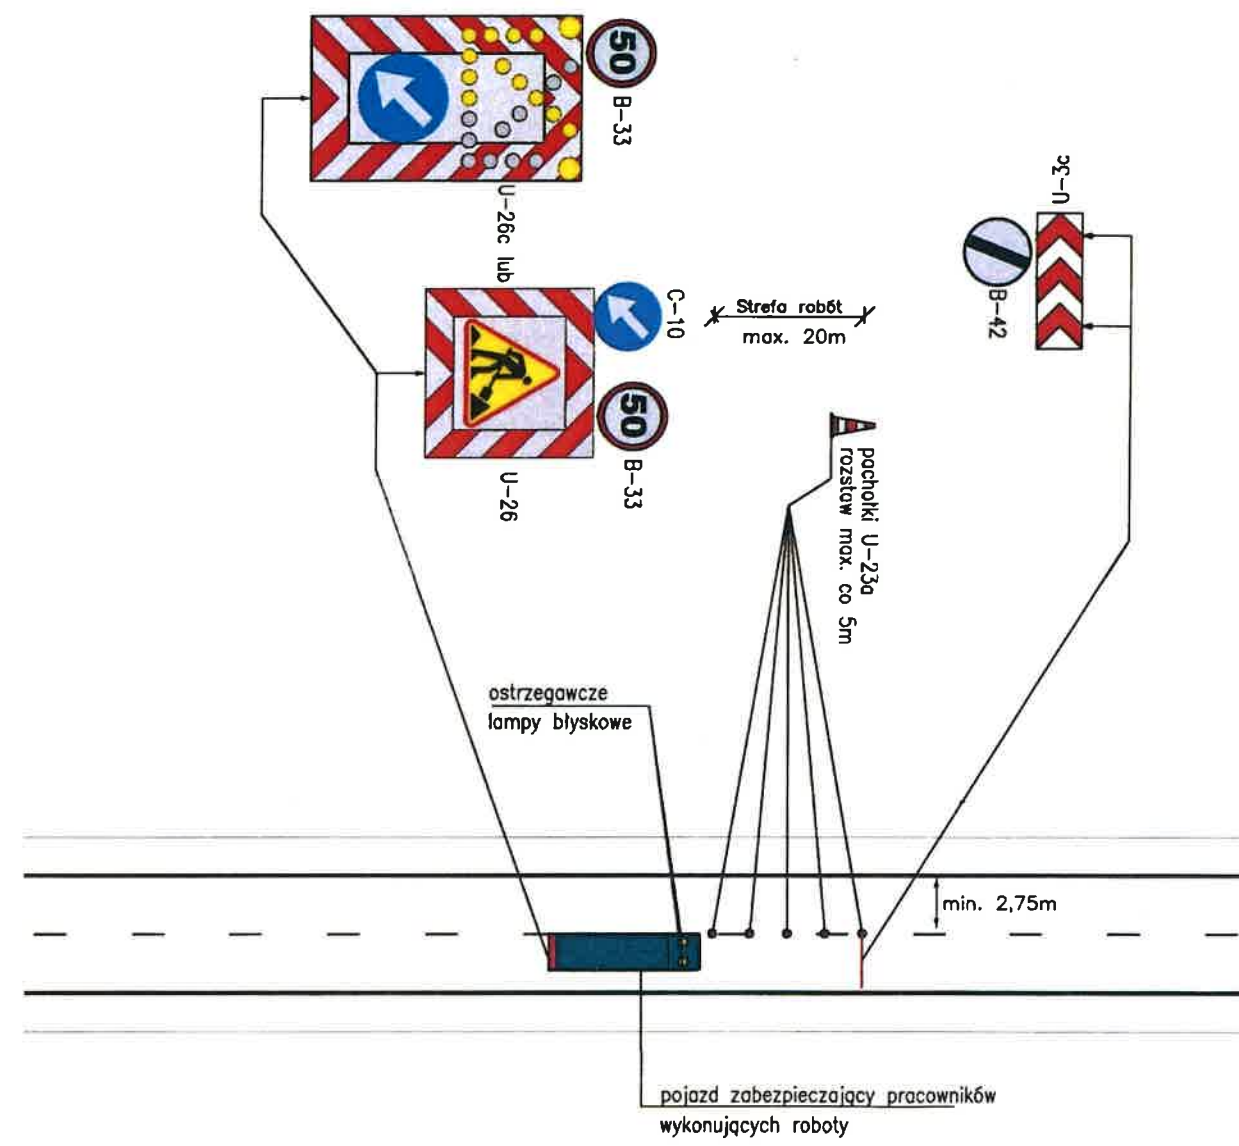 50
B-33
U-26c lub
C-10
50
B-33
U-26
Strefa robót
max. 20m
U-3c
B-42
pachołki U-23a
rozstaw max. co 5m
ostrzegawcze
lampy błyskowe
min. 2,75m
pojazd zabezpieczający pracowników
wykonujących roboty